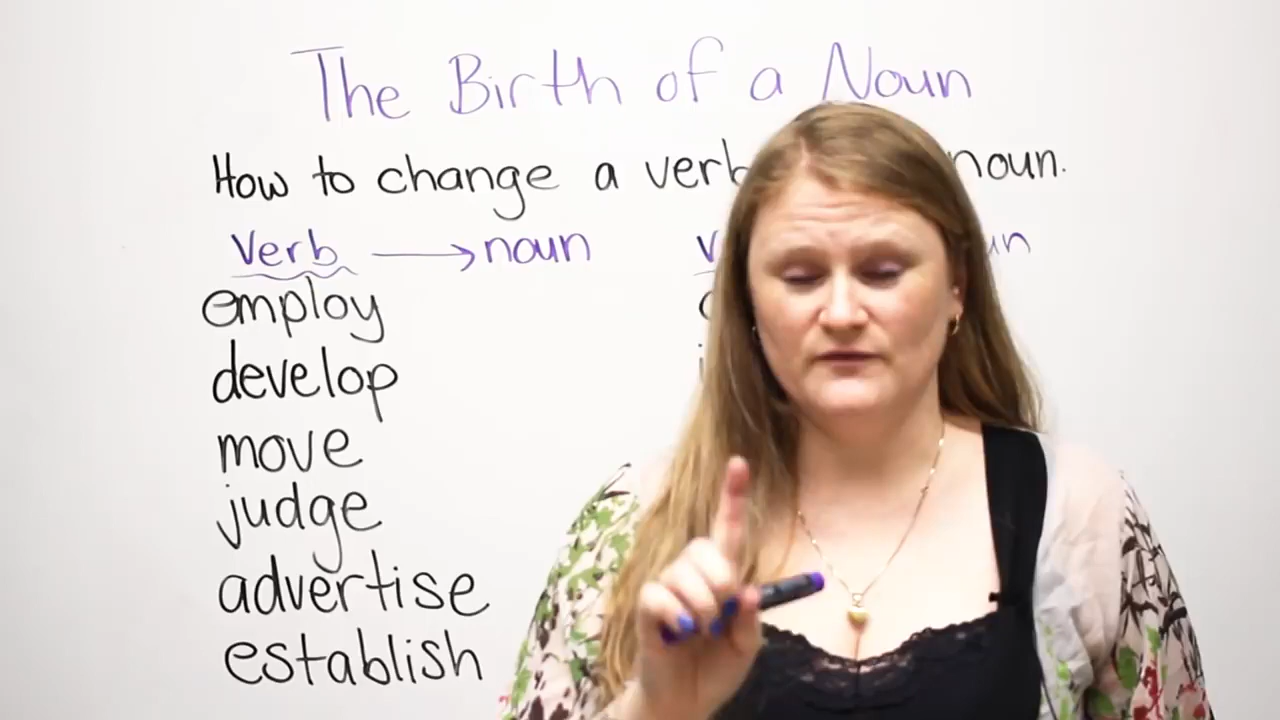 The Birth of a Noun
How to change a verb noun.
verb → noun
employ
develop
move
judge
advertise
establish